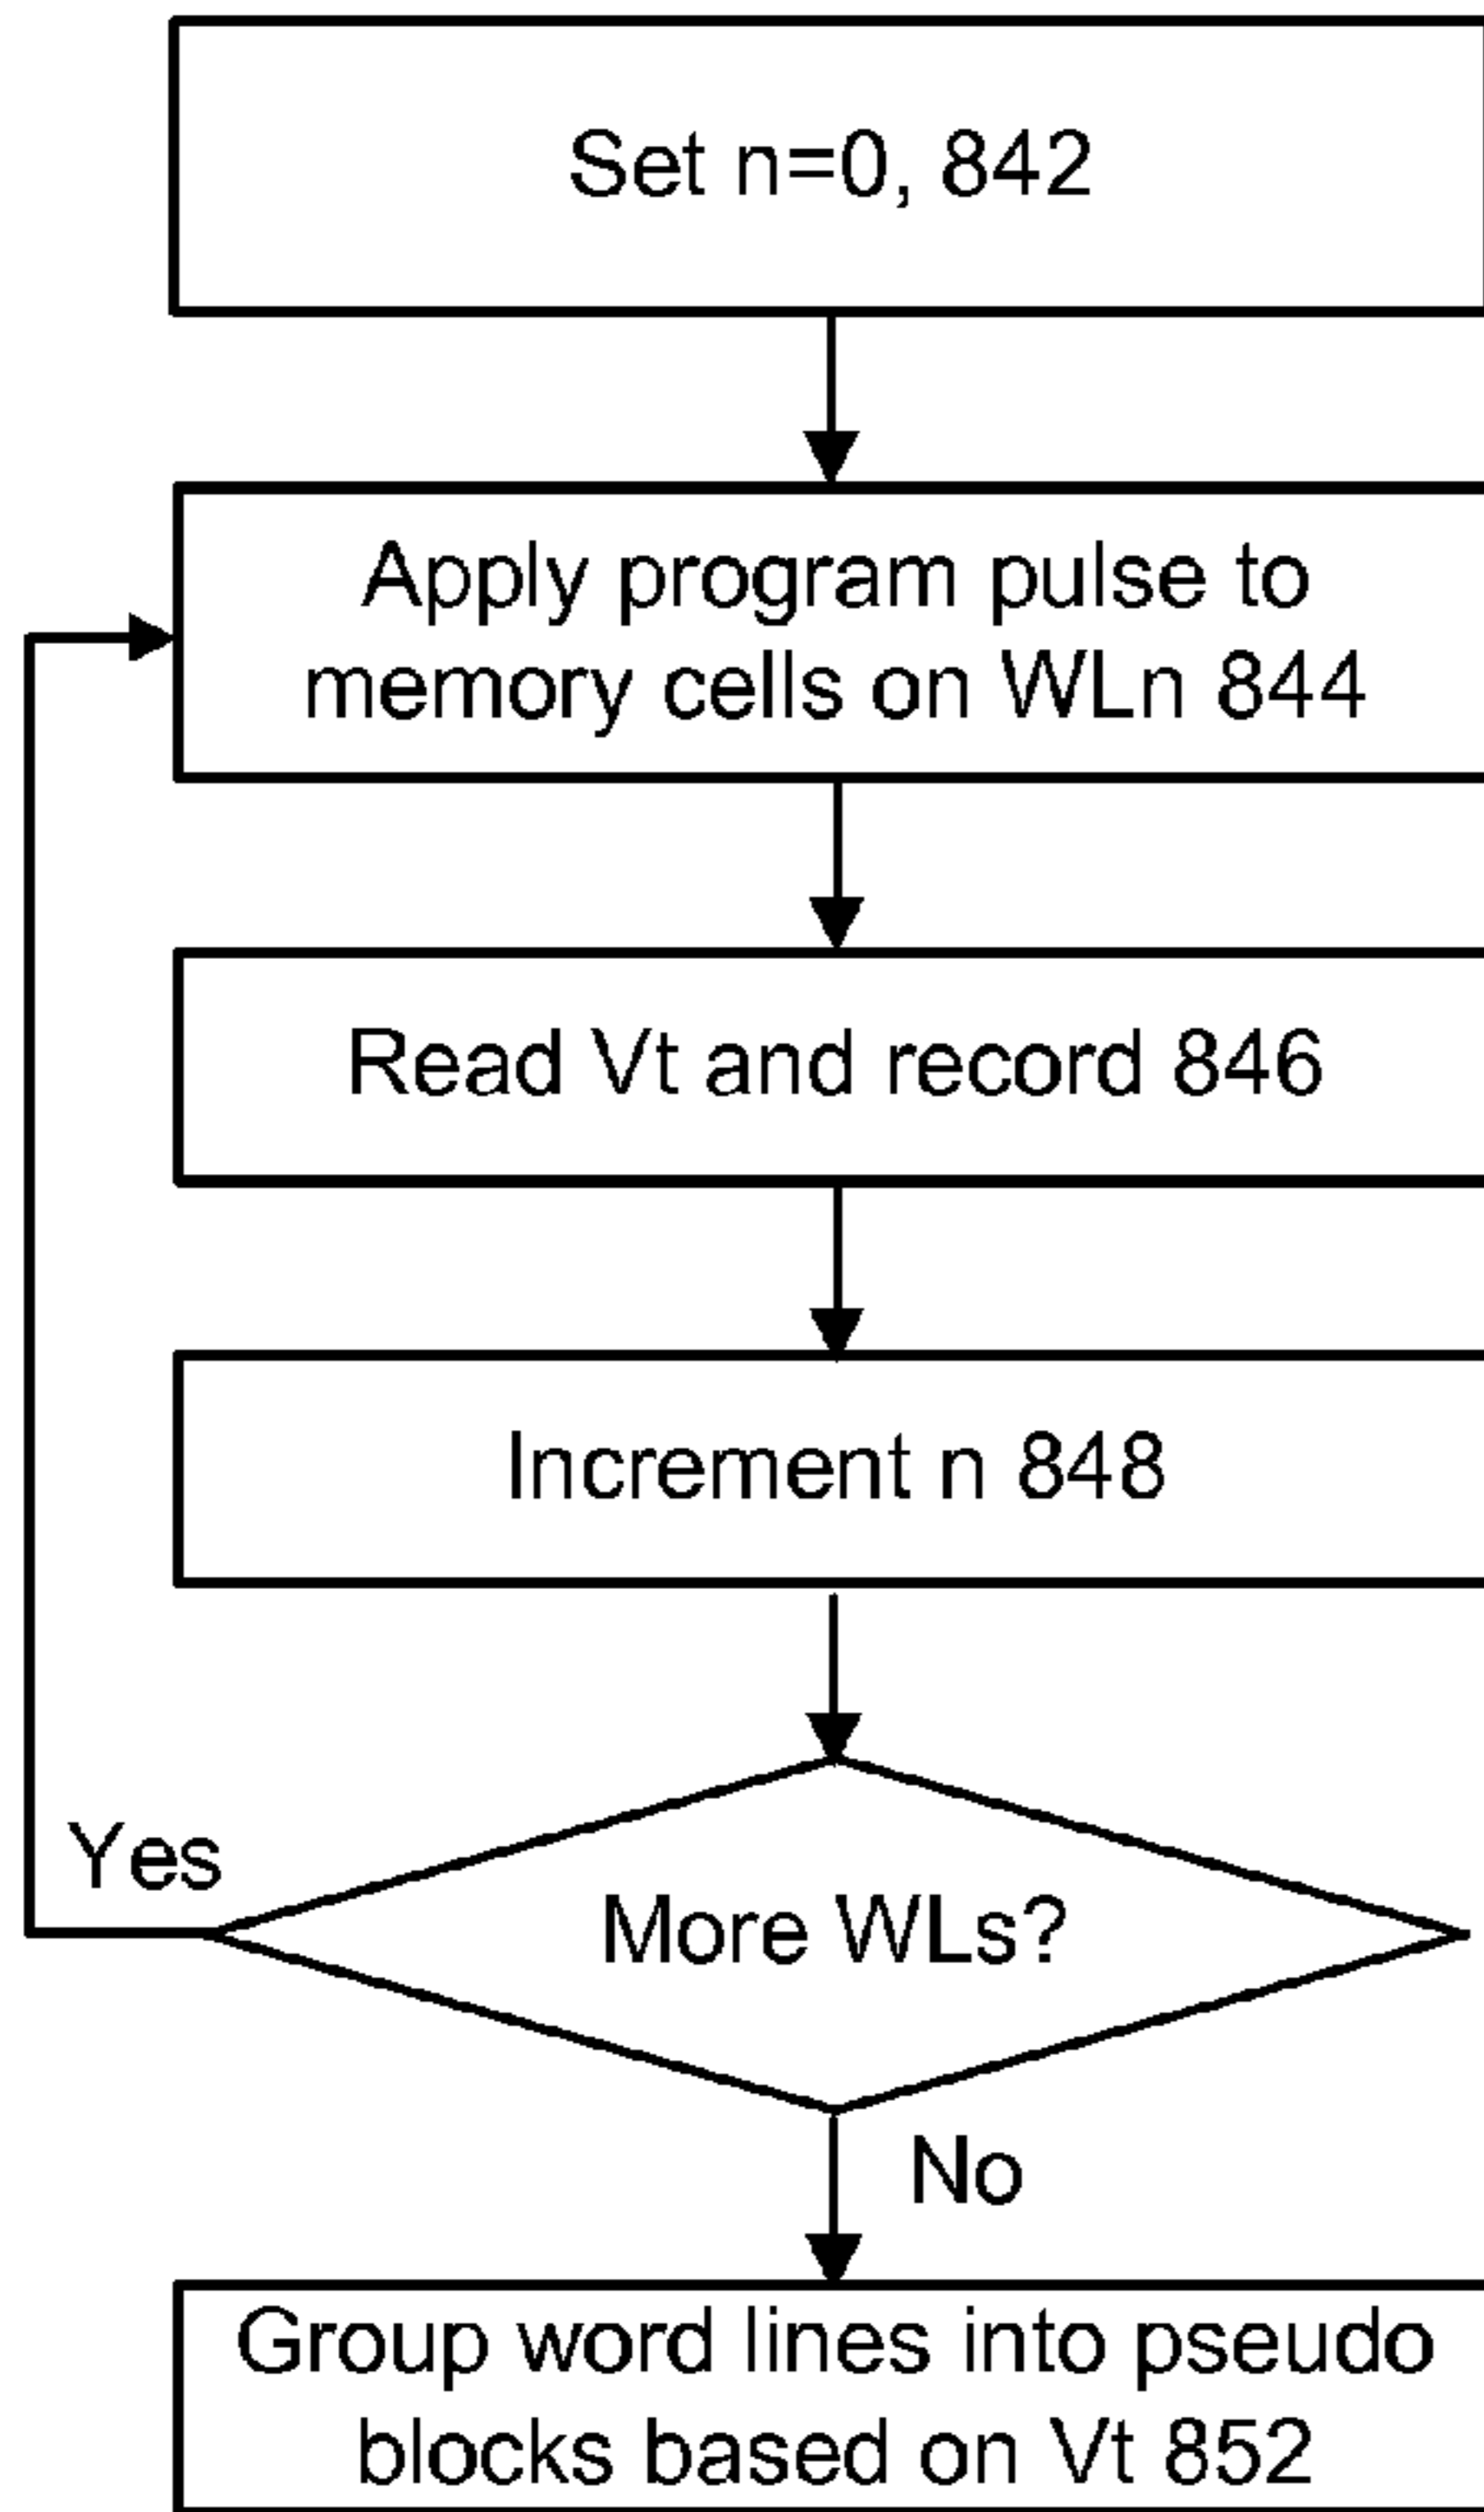 Set n=0, 842
Apply program pulse to
memory cells on WLn 844
Read Vt and record 846
Increment n 848
Yes
More WLs?
No
Group word lines into pseudo
blocks based on Vt 852